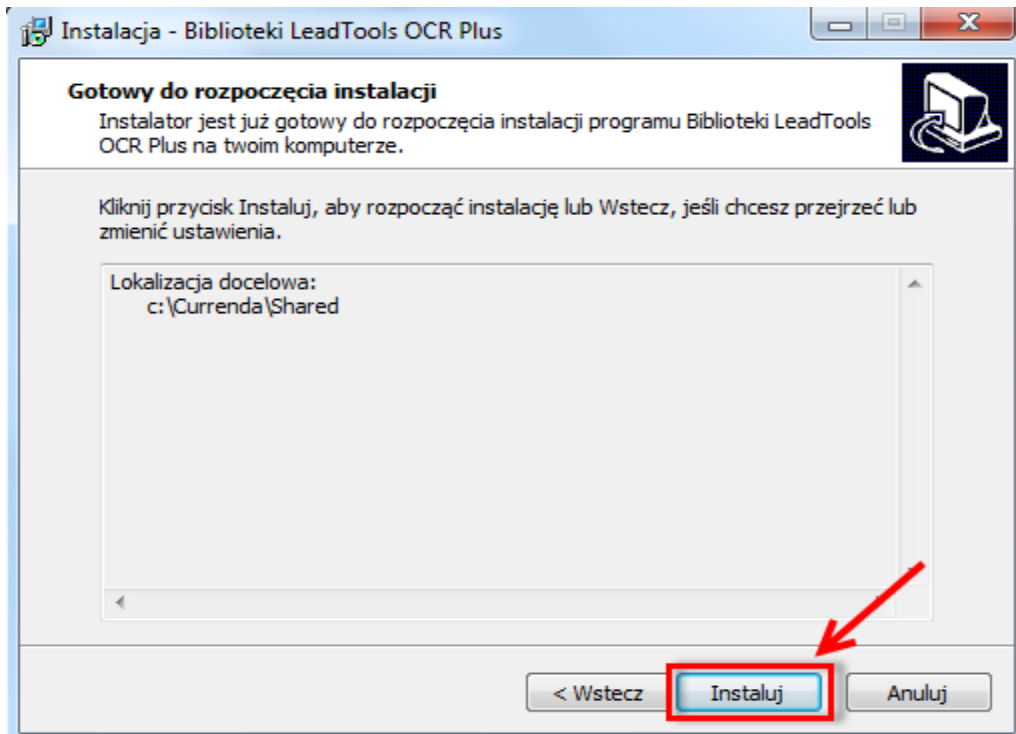 Instalacja - Biblioteki LeadTools OCR Plus
Gotowy do rozpoczęcia instalacji
Instalator jest już gotowy do rozpoczęcia instalacji programu Biblioteki LeadTools
OCR Plus na twoim komputerze.
Kliknij przycisk Instaluj, aby rozpocząć instalację lub Wstecz, jeśli chcesz przejrzeć lub
zmienić ustawienia.
Lokalizacja docelowa:
c:\Currenda\Shared
< Wstecz
Instaluj
Anuluj